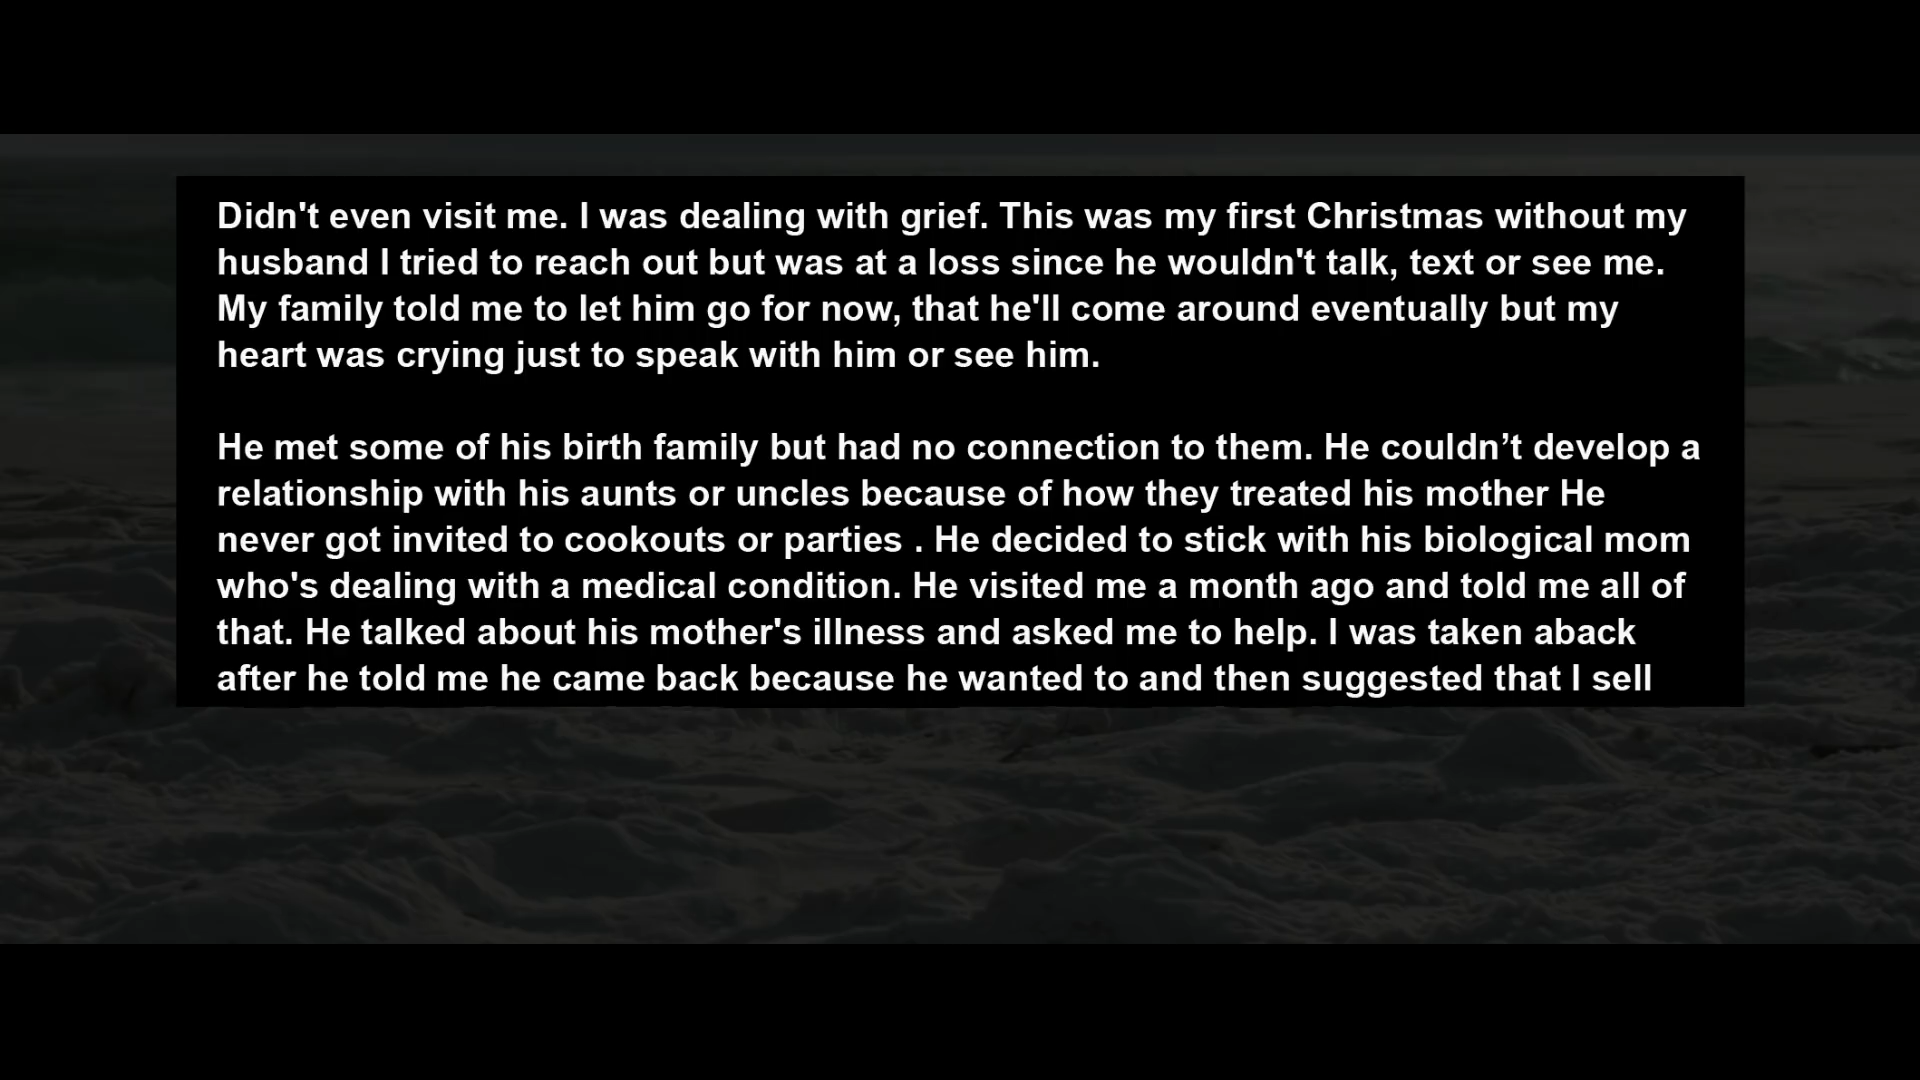 Didn't even visit me. I was dealing with grief. This was my first Christmas without my
husband I tried to reach out but was at a loss since he wouldn't talk, text or see me.
My family told me to let him go for now, that he'll come around eventually but my
heart was crying just to speak with him or see him.
He met some of his birth family but had no connection to them. He couldn’t develop a
relationship with his aunts or uncles because of how they treated his mother He
never got invited to cookouts or parties . He decided to stick with his biological mom
who's dealing with a medical condition. He visited me a month ago and told me all of
that. He talked about his mother's illness and asked me to help. I was taken aback
after he told me he came back because he wanted to and then suggested that I sell